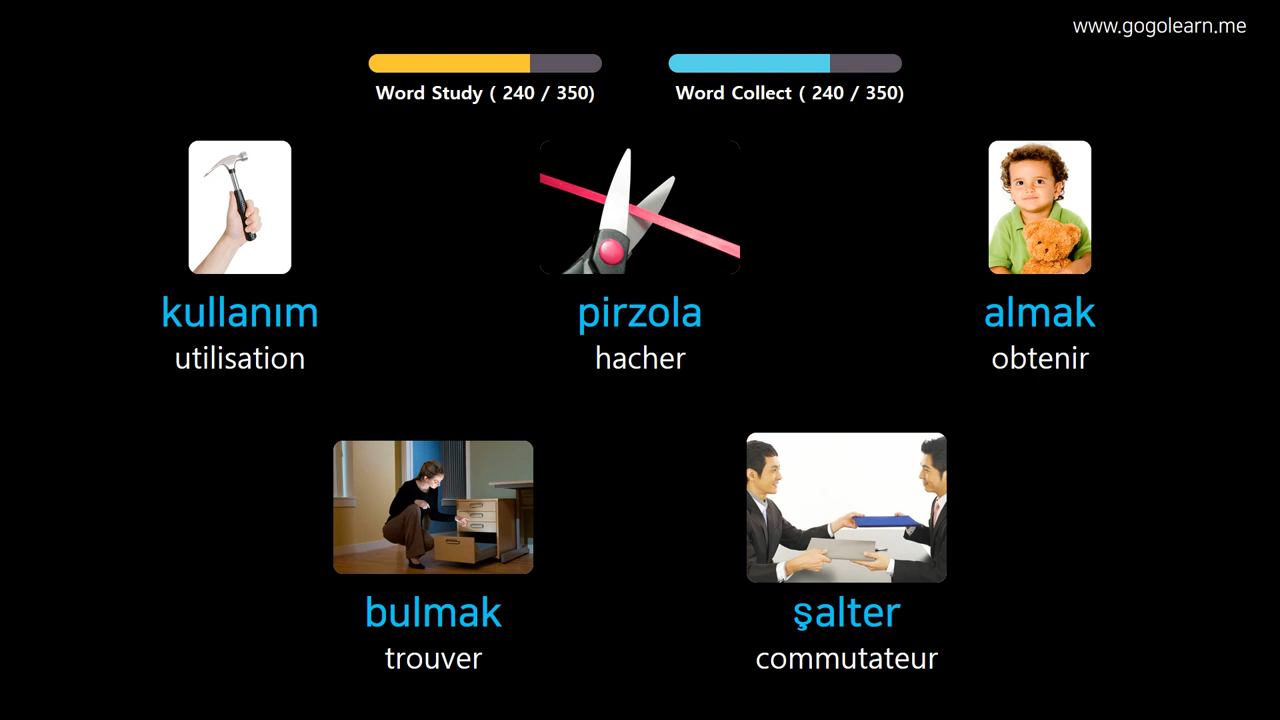 www.gogolearn.me
Word Study ( 240 / 350)
Word Collect ( 240 / 350)
kullanım
utilisation
pirzola
hacher
almak
obtenir
bulmak
trouver
şalter
commutateur